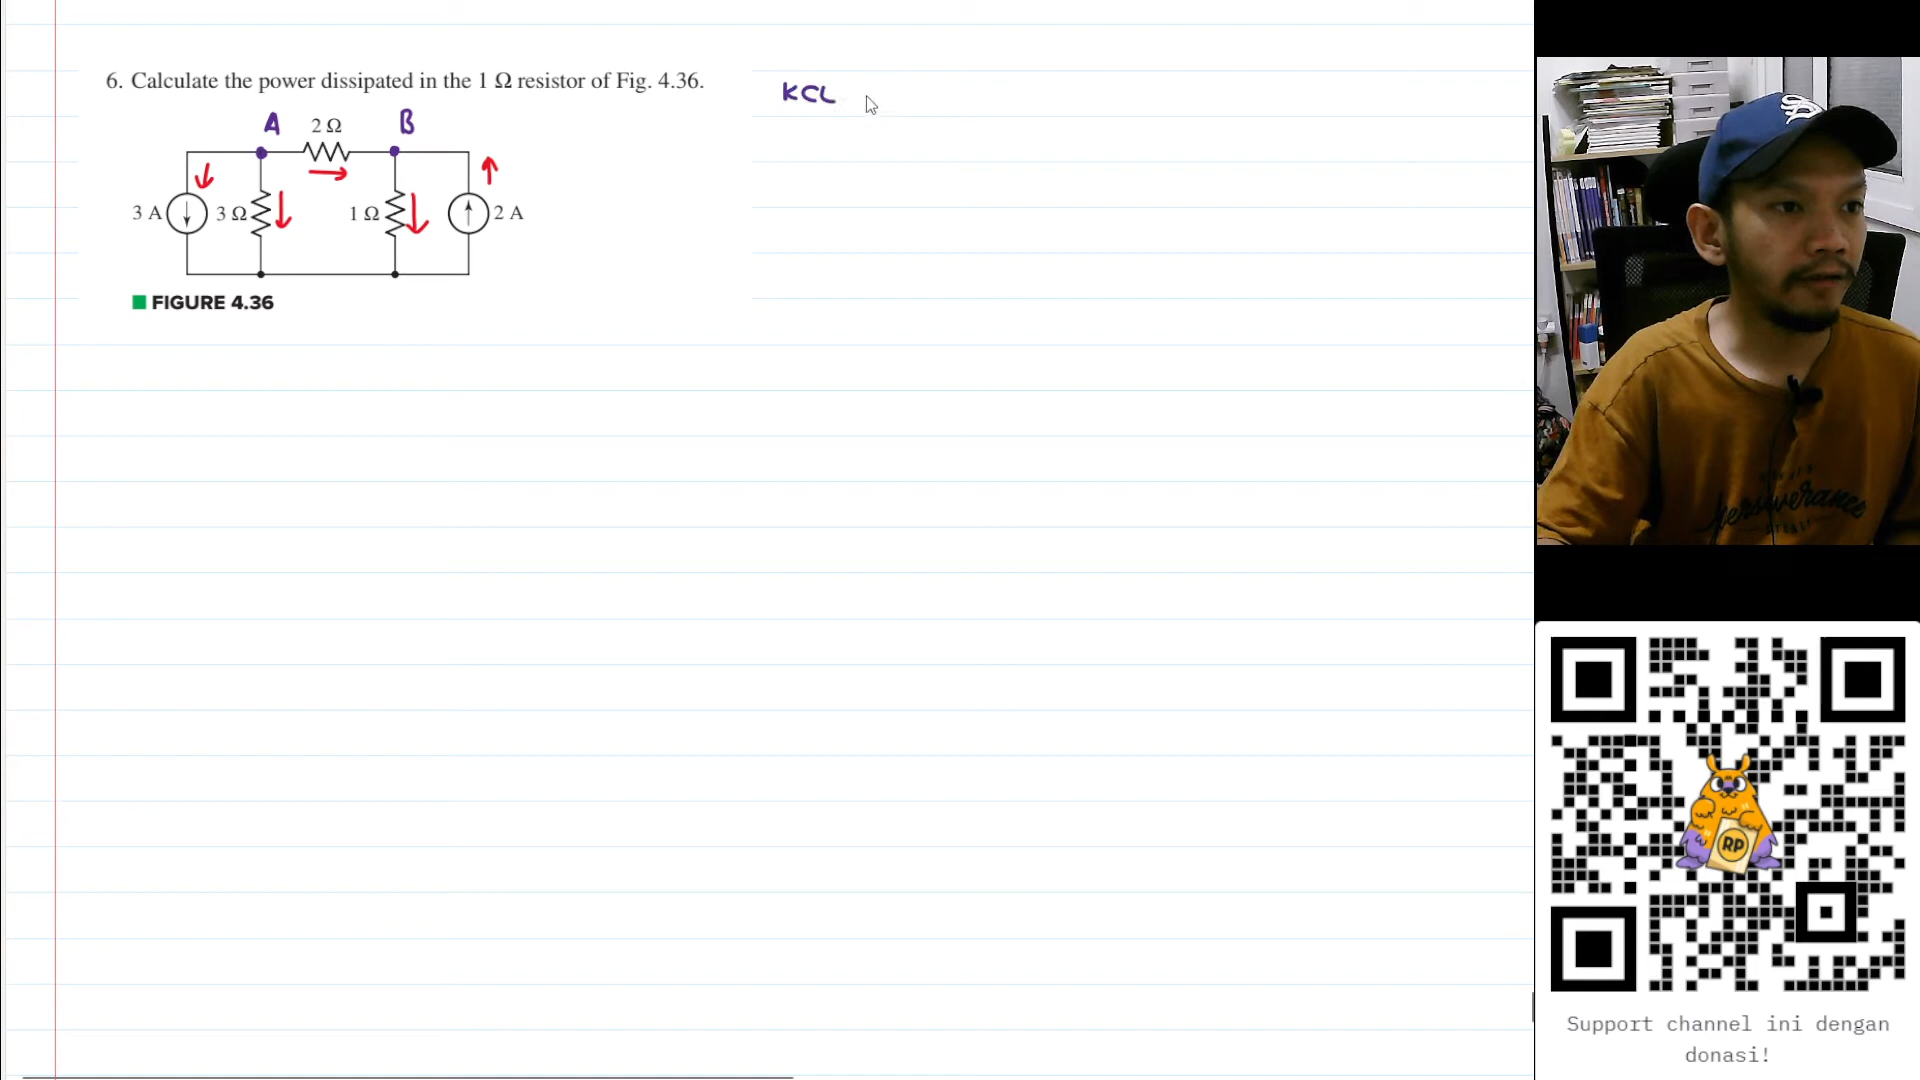 6. Calculate the power dissipated in the 1 Ω resistor of Fig. 4.36.
KCL
A 2 Ω B
3 A 3 Ω 1 Ω 2 A
FIGURE 4.36
RP
Support channel ini dengan
donasi!